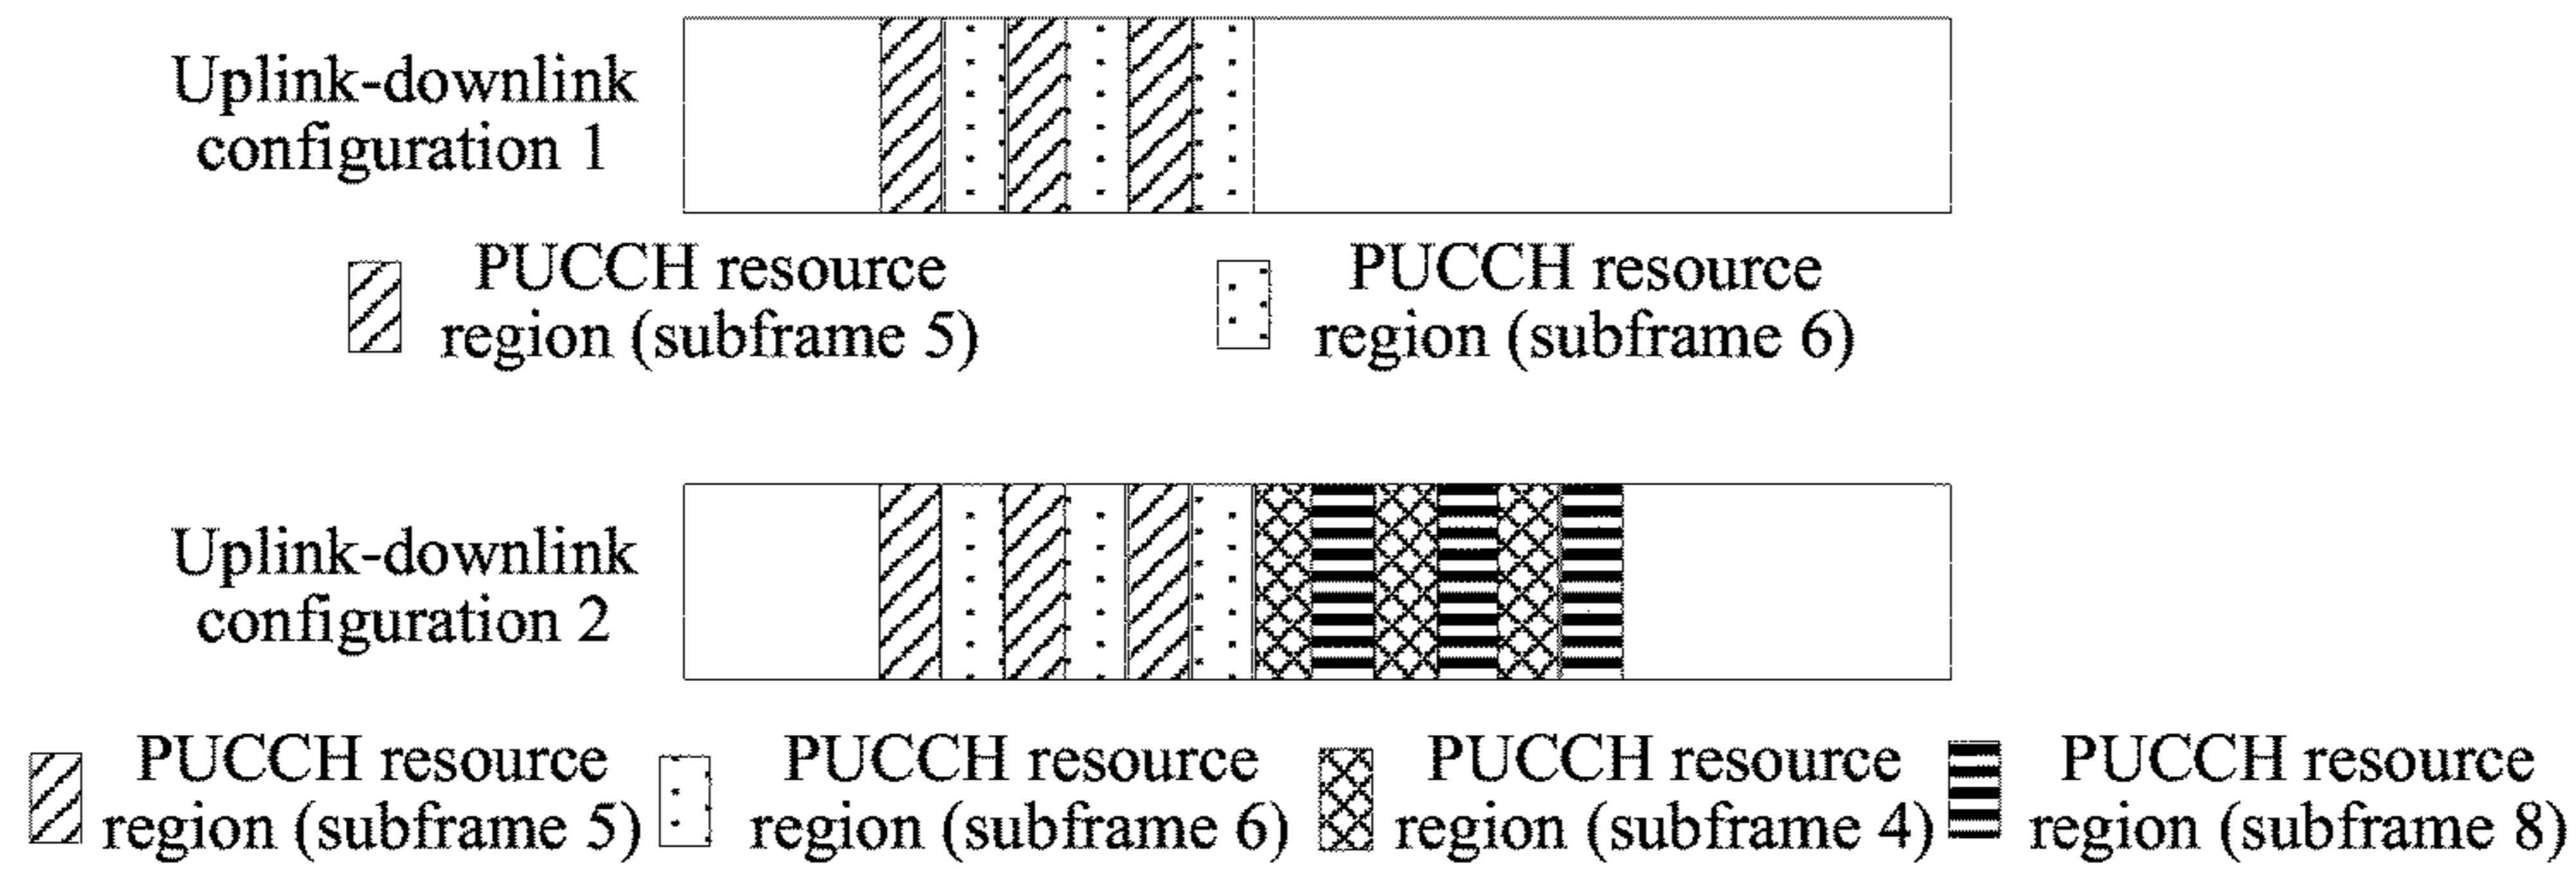 Uplink-downlink
configuration 1
PUCCH resource
region (subframe 5)
PUCCH resource
region (subframe 6)
Uplink-downlink
configuration 2
PUCCH resource
region (subframe 5)
PUCCH resource
region (subframe 6)
PUCCH resource
region (subframe 4)
PUCCH resource
region (subframe 8)